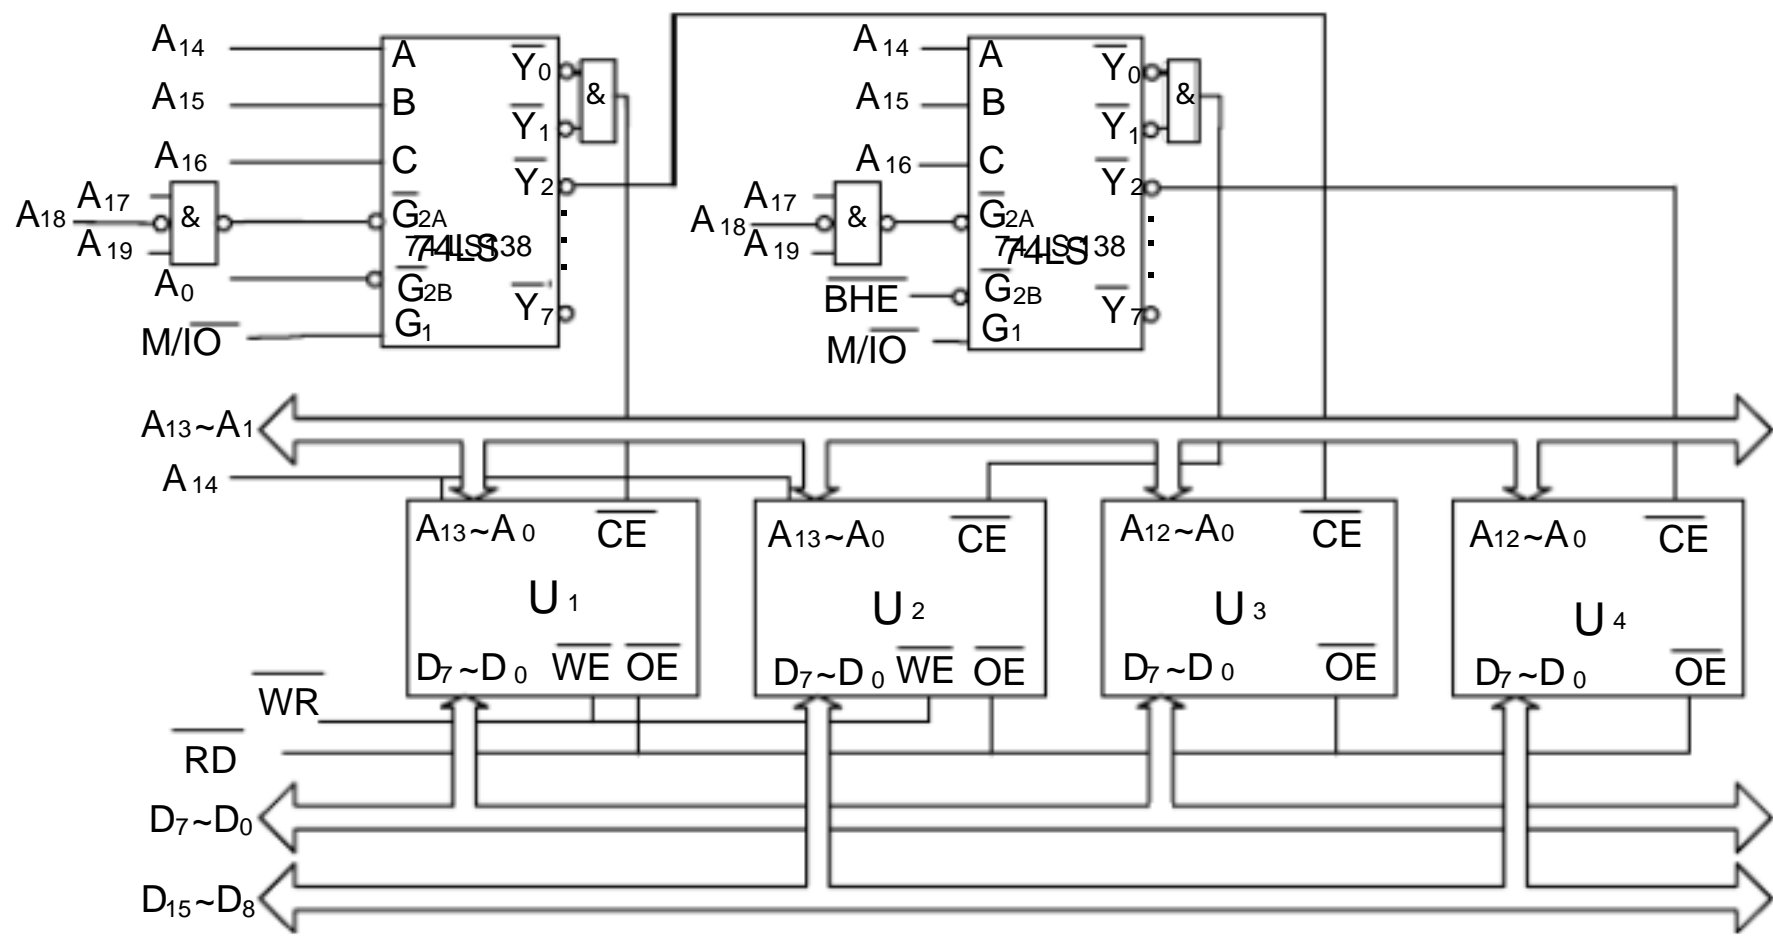 A14 A Y0 &
A15 B Y1
A16 C Y2
A17
A18 & G2A
A19 74LS138
A0 G2B Y7
M/IO G1
A14 A Y0 &
A15 B Y1
A16 C Y2
A17
A18 & G2A
A19 74LS138
BHE G2B Y7
M/IO G1
A13~A1
A14
A13~A0 CE
U1
D7~D0 WE OE
A13~A0 CE
U2
D7~D0 WE OE
A12~A0 CE
U3
D7~D0 OE
A12~A0 CE
U4
D7~D0 OE
WR
RD
D7~D0
D15~D8